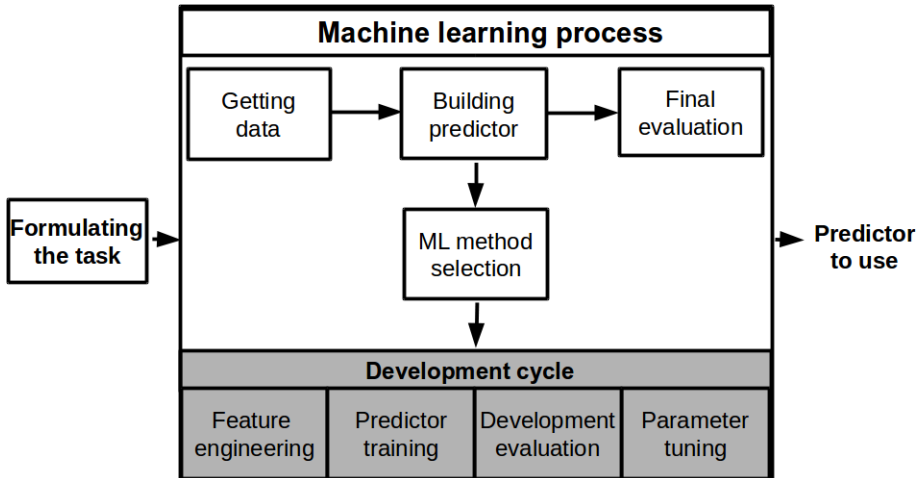 Machine learning process
Getting
data
Building
predictor
Final
evaluation
Formulating
the task
ML method
selection
Predictor
to use
Development cycle
Feature
engineering
Predictor
training
Development
evaluation
Parameter
tuning